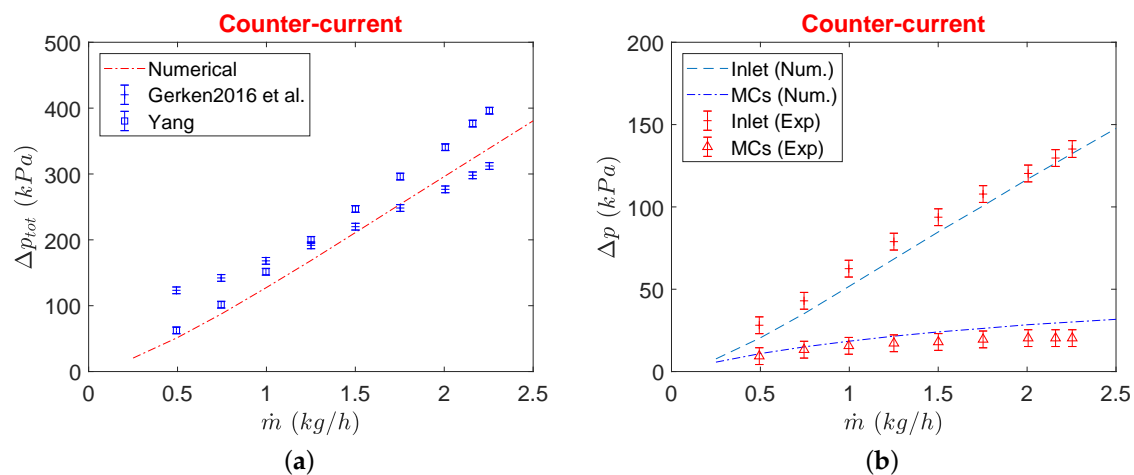 Counter-current
500
400
300
200
100
0
Δp_tot (kPa)
Numerical
Gerken2016 et al.
Yang
0
0.5
1
1.5
2
2.5
ṁ (kg/h)
(a)
Counter-current
200
150
100
50
0
Δp (kPa)
Inlet (Num.)
MCs (Num.)
Inlet (Exp)
MCs (Exp)
0
0.5
1
1.5
2
2.5
ṁ (kg/h)
(b)